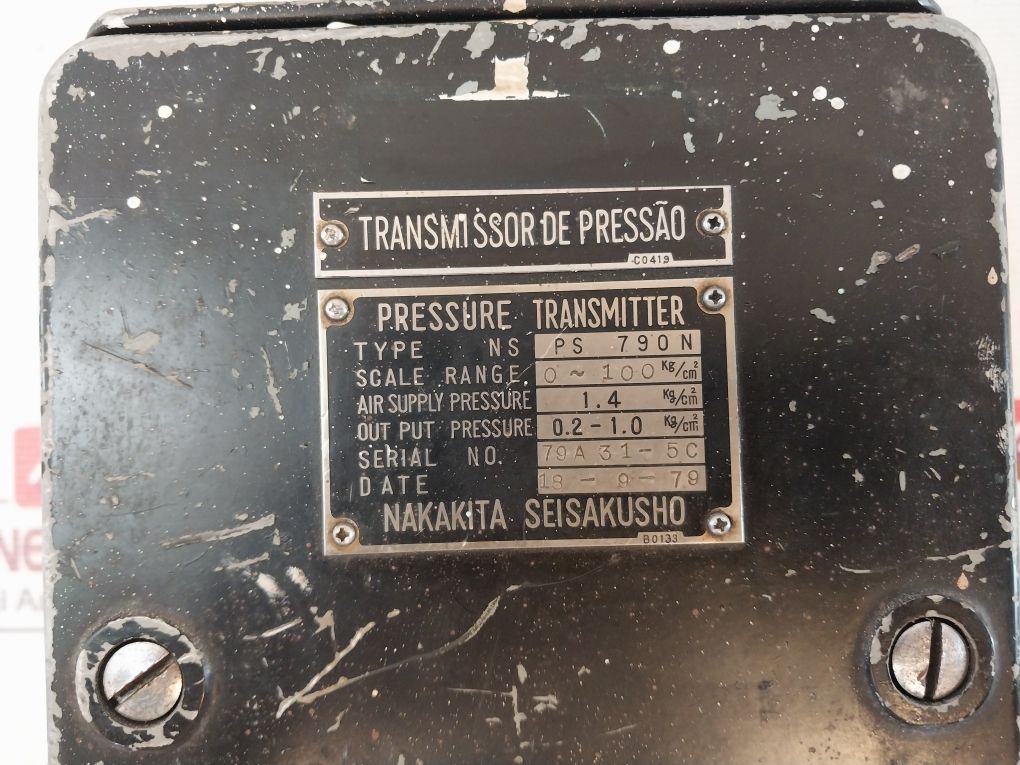 TRANSMISSOR DE PRESSÃO
C0419
PRESSURE TRANSMITTER
TYPE NS PS 790N
SCALE RANGE 0 ~ 100 Kg/cm²
AIR SUPPLY PRESSURE 1.4 Kg/cm²
OUT PUT PRESSURE 0.2 - 1.0 Kg/cm²
SERIAL NO. 79A 31 - 5C
DATE 18 - 9 - 79
NAKAKITA SEISAKUSHO
B0133